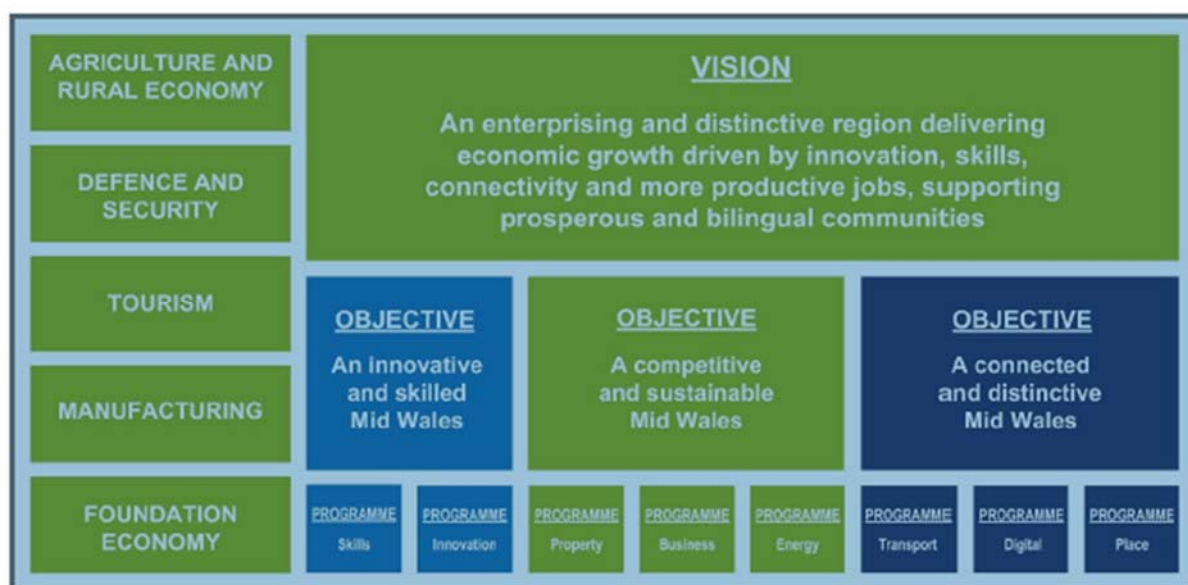 AGRICULTURE AND
RURAL ECONOMY
DEFENCE AND
SECURITY
TOURISM
MANUFACTURING
FOUNDATION
ECONOMY
VISION
An enterprising and distinctive region delivering
economic growth driven by innovation, skills,
connectivity and more productive jobs, supporting
prosperous and bilingual communities
OBJECTIVE
An innovative
and skilled
Mid Wales
OBJECTIVE
A competitive
and sustainable
Mid Wales
OBJECTIVE
A connected
and distinctive
Mid Wales
PROGRAMME
Skills
PROGRAMME
Innovation
PROGRAMME
Property
PROGRAMME
Business
PROGRAMME
Energy
PROGRAMME
Transport
PROGRAMME
Digital
PROGRAMME
Place